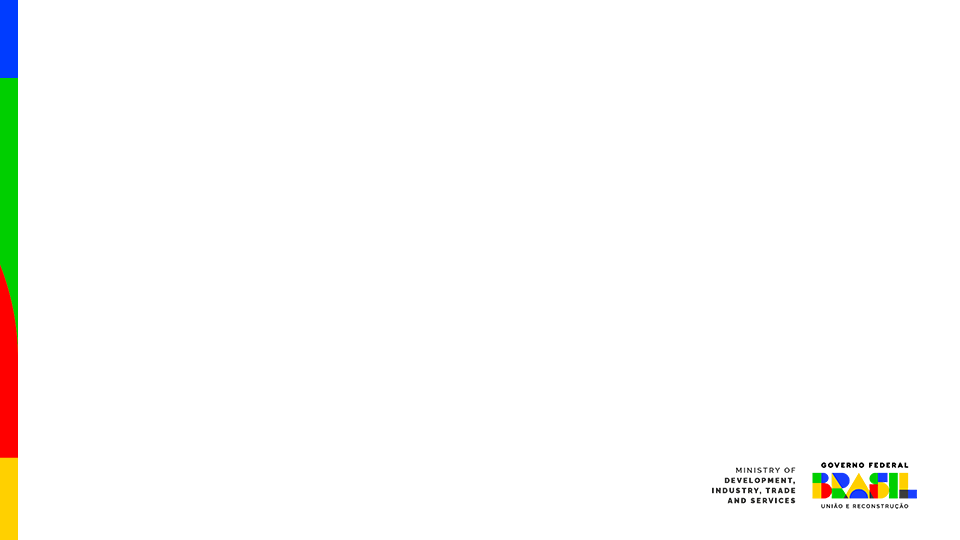 MINISTRY OF
DEVELOPMENT,
INDUSTRY, TRADE
AND SERVICES
GOVERNO FEDERAL
BRASIL
UNIÃO E RECONSTRUÇÃO